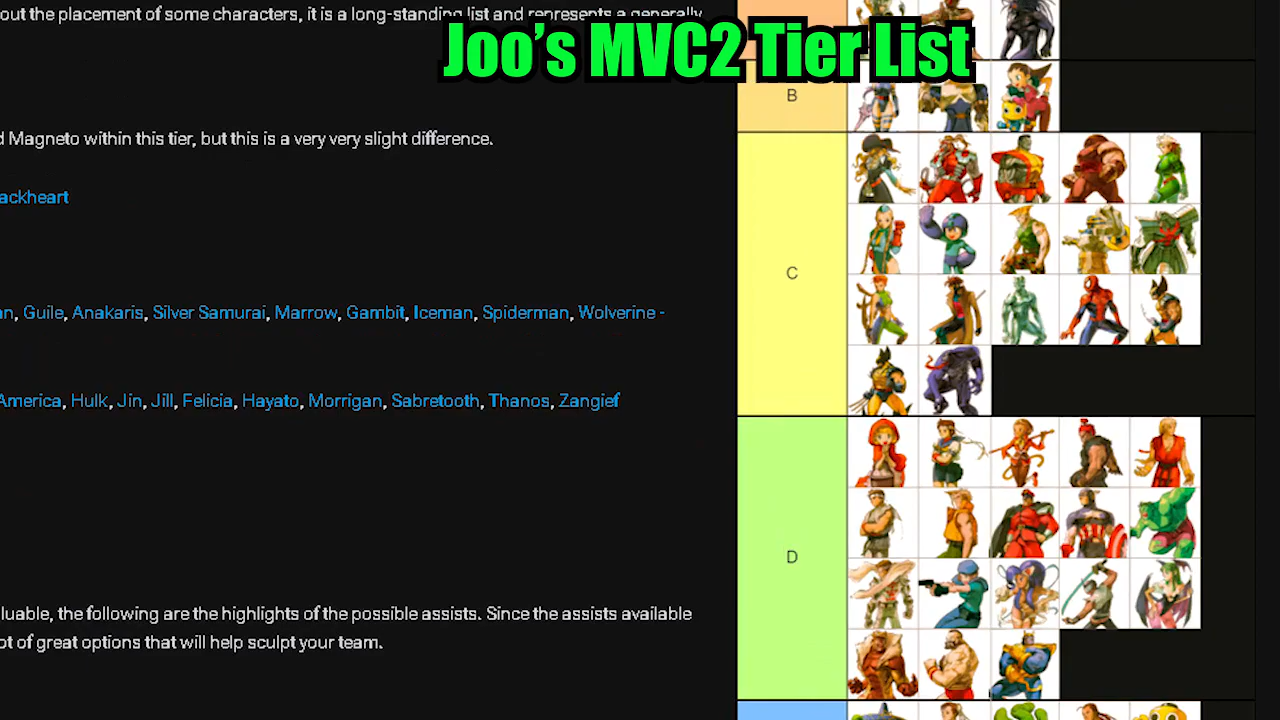 out the placement of some characters, it is a long-standing list and represents a generally
Joo's MVC2 Tier List
B
d Magneto within this tier, but this is a very very slight difference.
ackheart
C
an, Guile, Anakaris, Silver Samurai, Marrow, Gambit, Iceman, Spiderman, Wolverine -
America, Hulk, Jin, Jill, Felicia, Hayato, Morrigan, Sabretooth, Thanos, Zangief
D
luable, the following are the highlights of the possible assists. Since the assists available
ot of great options that will help sculpt your team.